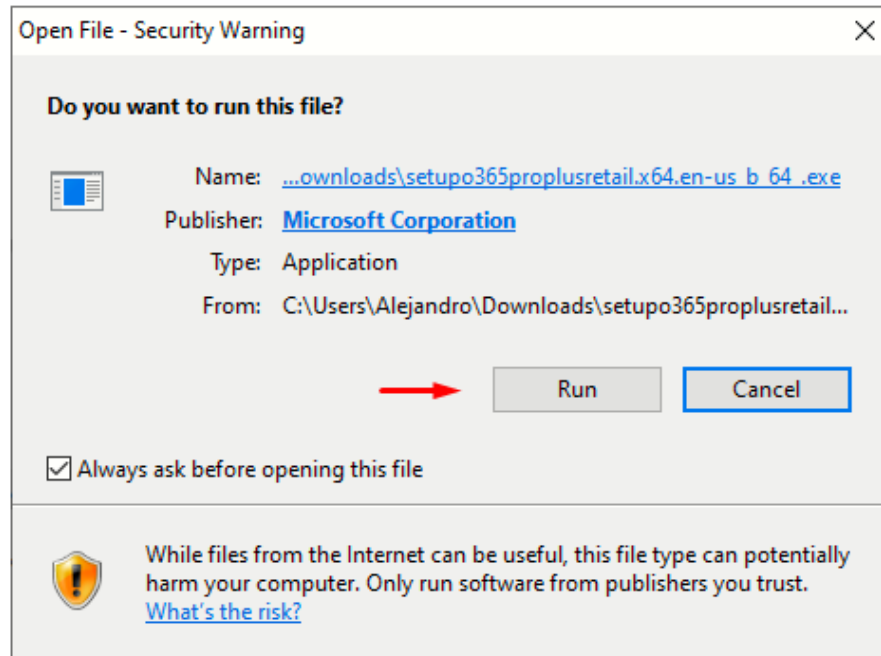 Open File - Security Warning
Do you want to run this file?
Name: ...ownloads\setupo365proplusretail.x64.en-us_b_64_.exe
Publisher: Microsoft Corporation
Type: Application
From: C:\Users\Alejandro\Downloads\setupo365proplusretail...
Run Cancel
Always ask before opening this file
While files from the Internet can be useful, this file type can potentially
harm your computer. Only run software from publishers you trust.
What's the risk?